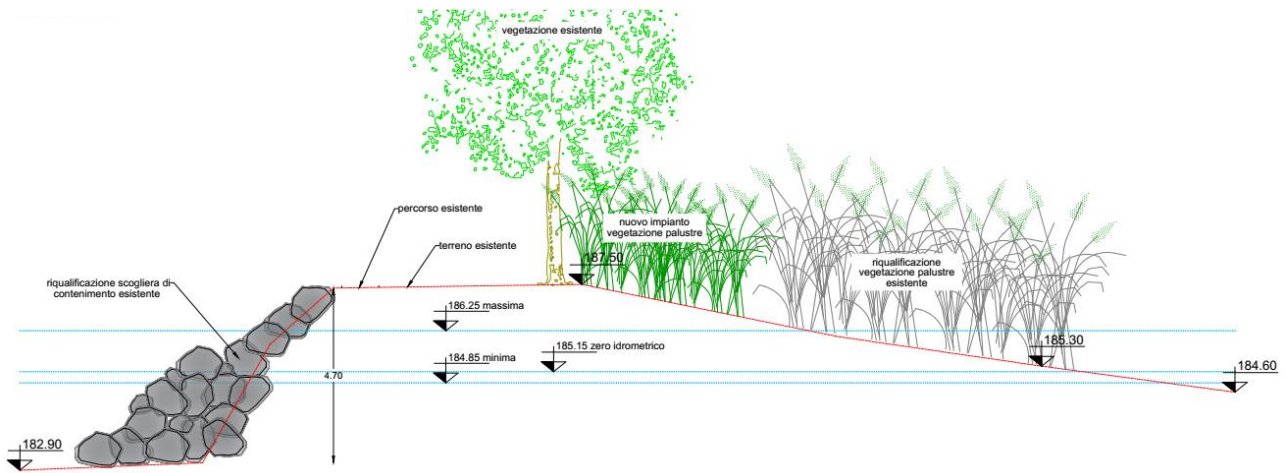 vegetazione esistente
percorso esistente
nuovo impianto
vegetazione palustre
terreno esistente
187.50
riqualificazione
vegetazione palustre
esistente
riqualificazione scogliera di
contenimento esistente
186.25 massima
185.15 zero idrometrico
185.30
184.85 minima
184.60
4.70
182.90